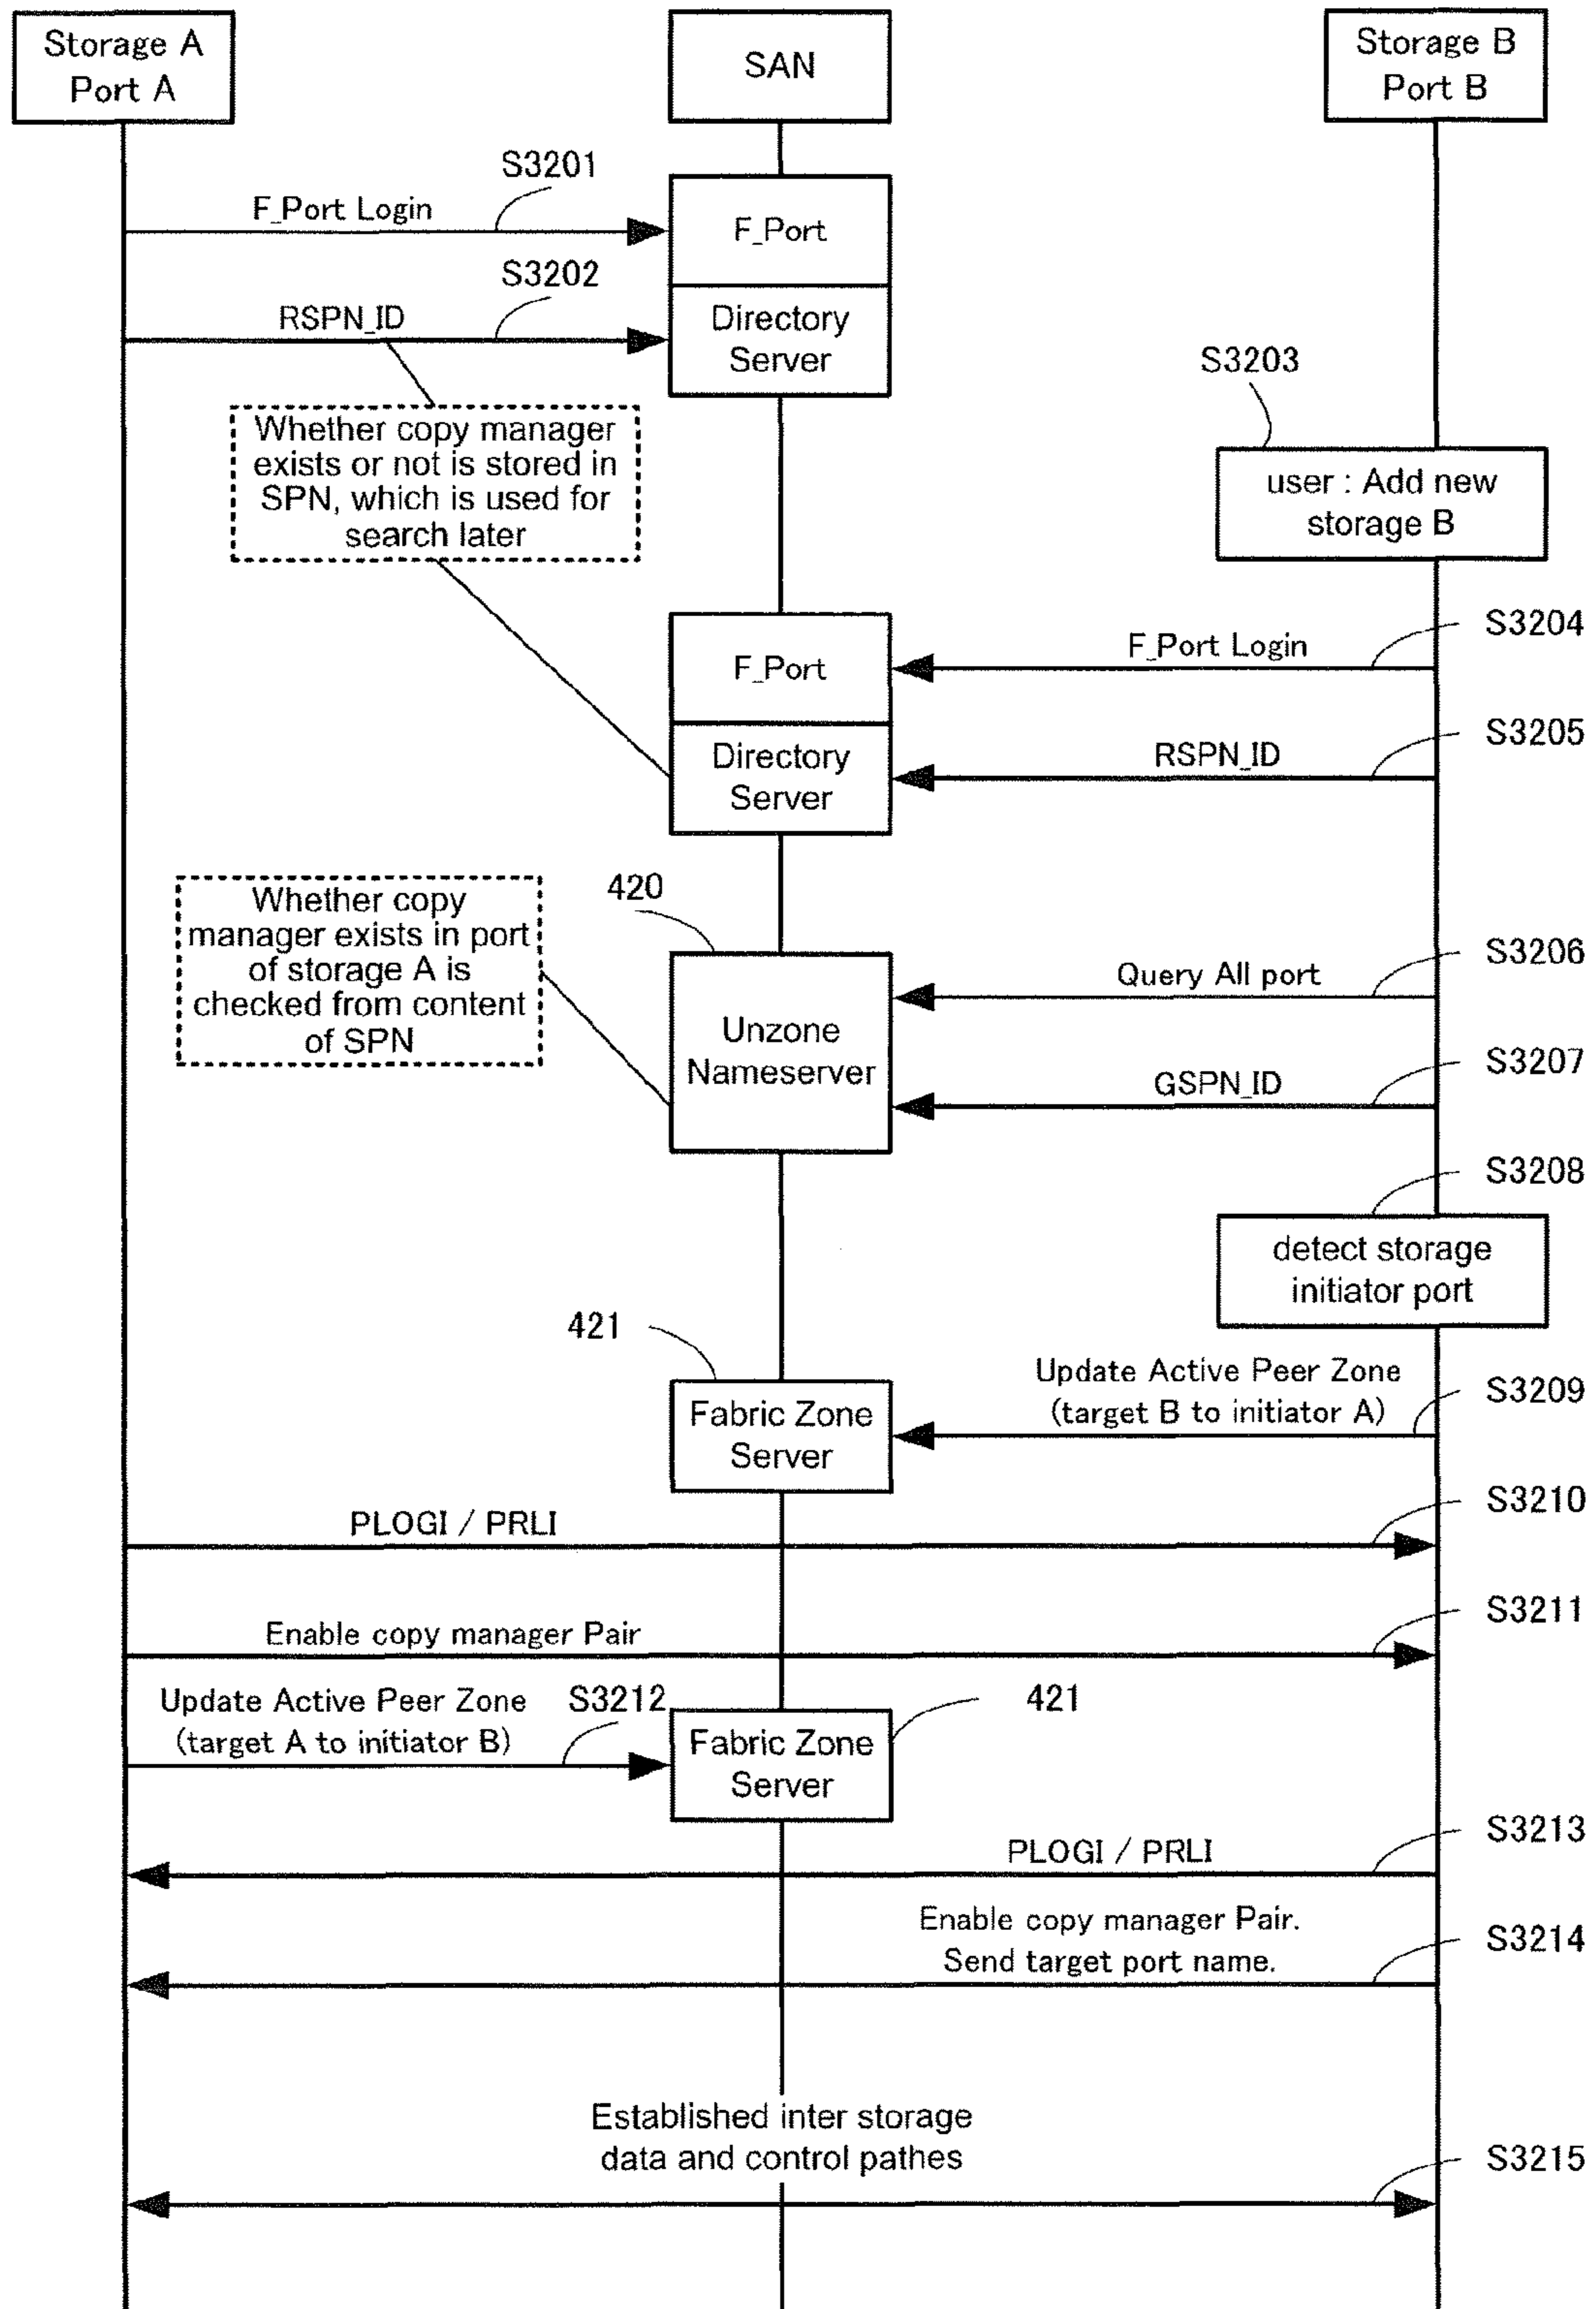 Storage A
Port A
SAN
Storage B
Port B
S3201
F_Port Login
F_Port
S3202
RSPN_ID
Directory
Server
S3203
Whether copy manager
exists or not is stored in
SPN, which is used for
search later
user : Add new
storage B
S3204
F_Port Login
F_Port
S3205
RSPN_ID
Directory
Server
420
Whether copy
manager exists in port
of storage A is
checked from content
of SPN
S3206
Query All port
Unzone
Nameserver
S3207
GSPN_ID
S3208
detect storage
initiator port
421
Fabric Zone
Server
Update Active Peer Zone
(target B to initiator A)
S3209
S3210
PLOGI / PRLI
S3211
Enable copy manager Pair
Update Active Peer Zone
(target A to initiator B)
S3212
421
Fabric Zone
Server
S3213
PLOGI / PRLI
Enable copy manager Pair.
Send target port name.
S3214
Established inter storage
data and control pathes
S3215